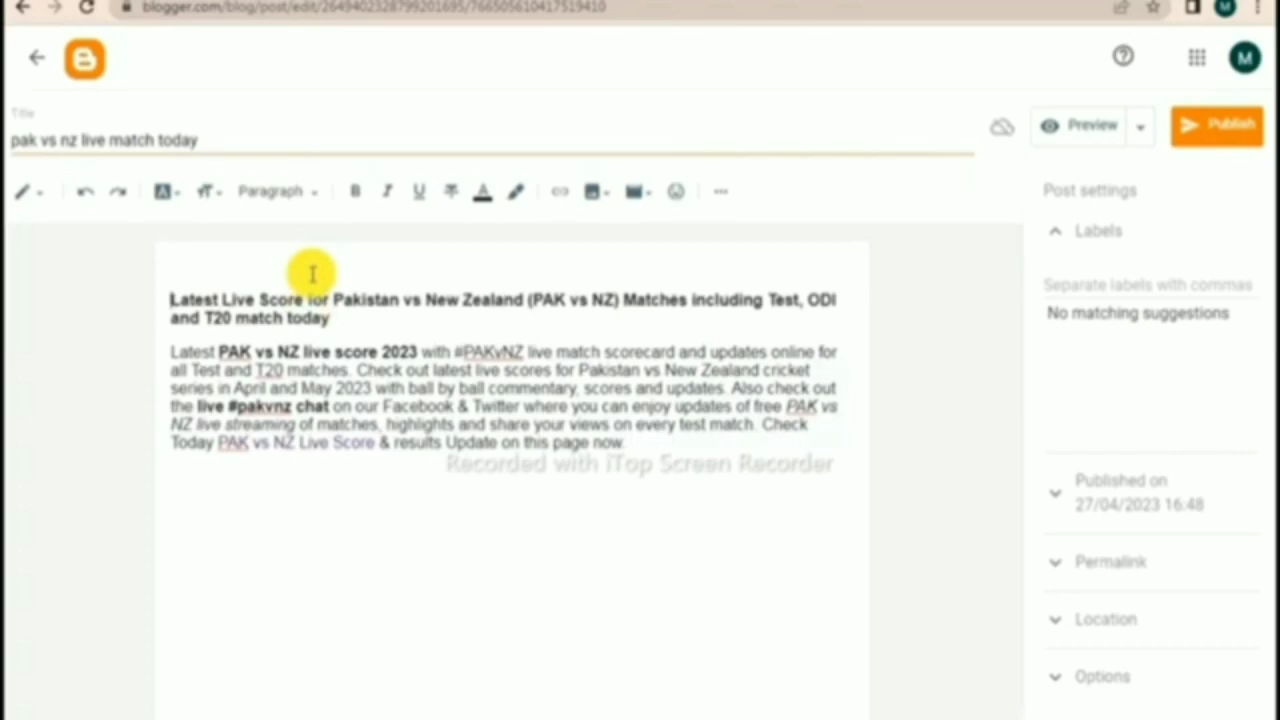 blogger.com/blog/post/edit/2649402328799201695/766505610417519410
M
M
Title
pak vs nz live match today
Preview
Publish
Paragraph
B I U A
Post settings
Labels
Separate labels with commas
No matching suggestions
Latest Live Score for Pakistan vs New Zealand (PAK vs NZ) Matches including Test, ODI
and T20 match today
Latest PAK vs NZ live score 2023 with #PAKvNZ live match scorecard and updates online for
all Test and T20 matches. Check out latest live scores for Pakistan vs New Zealand cricket
series in April and May 2023 with ball by ball commentary, scores and updates. Also check out
the live #pakvnz chat on our Facebook & Twitter where you can enjoy updates of free PAK vs
NZ live streaming of matches, highlights and share your views on every test match. Check
Today PAK vs NZ Live Score & results Update on this page now.
Recorded with iTop Screen Recorder
Published on
27/04/2023 16:48
Permalink
Location
Options